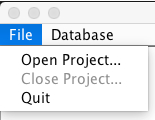 File Database
Open Project...
Close Project...
Quit